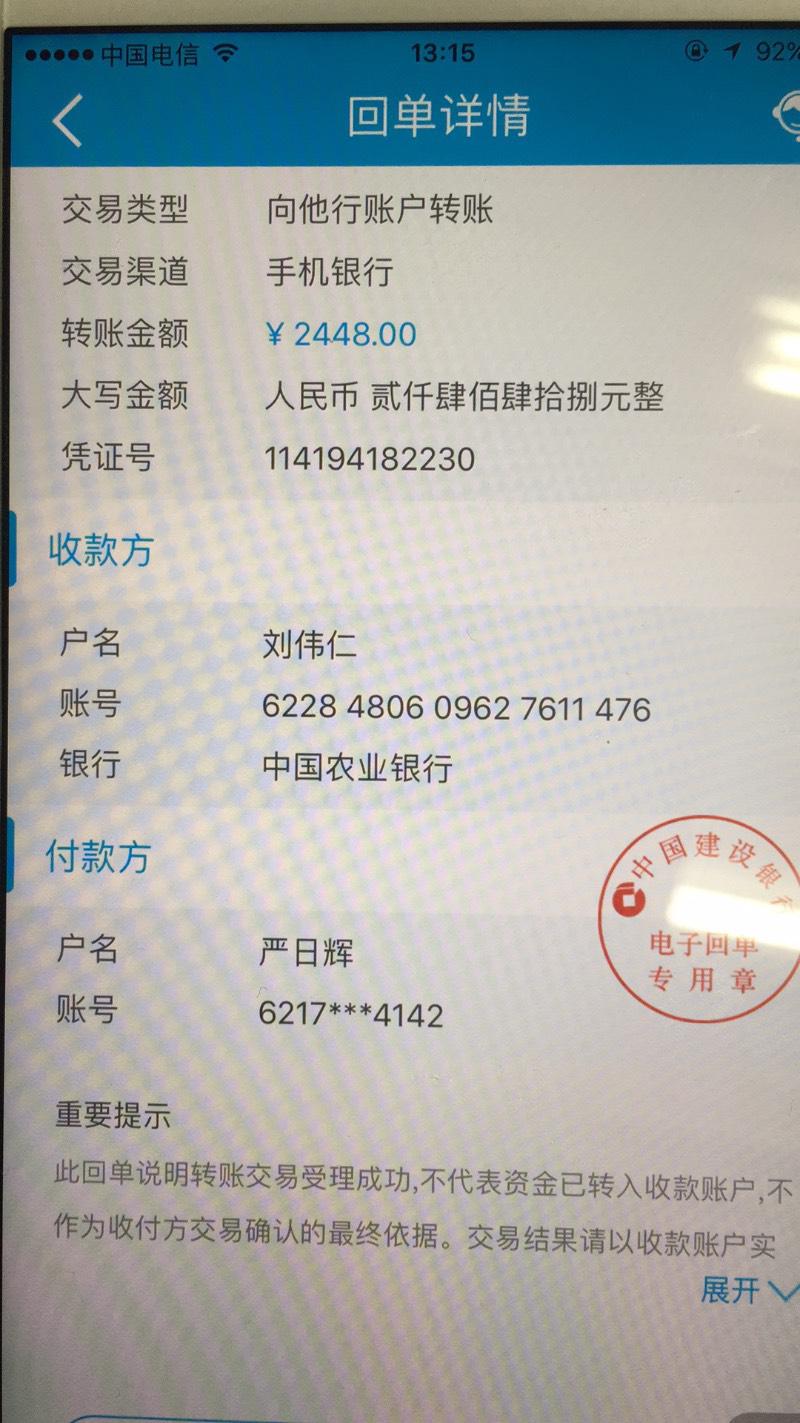 中国电信 13:15 92%
回单详情
交易类型 向他行账户转账
交易渠道 手机银行
转账金额 ¥ 2448.00
大写金额 人民币 贰仟肆佰肆拾捌元整
凭证号 114194182230
收款方
户名 刘伟仁
账号 6228 4806 0962 7611 476
银行 中国农业银行
付款方
中国建设银行
户名 严日辉
电子回单
专用章
账号 6217***4142
重要提示
此回单说明转账交易受理成功,不代表资金已转入收款账户,不
作为收付方交易确认的最终依据。交易结果请以收款账户实
展开